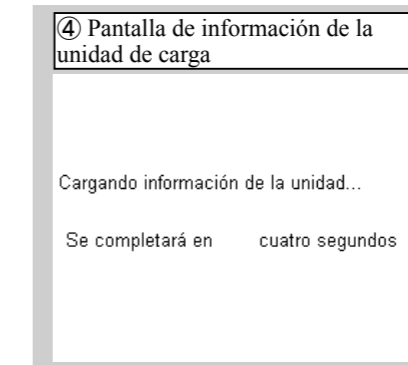 ④ Pantalla de información de la
unidad de carga
Cargando información de la unidad...
Se completará en cuatro segundos